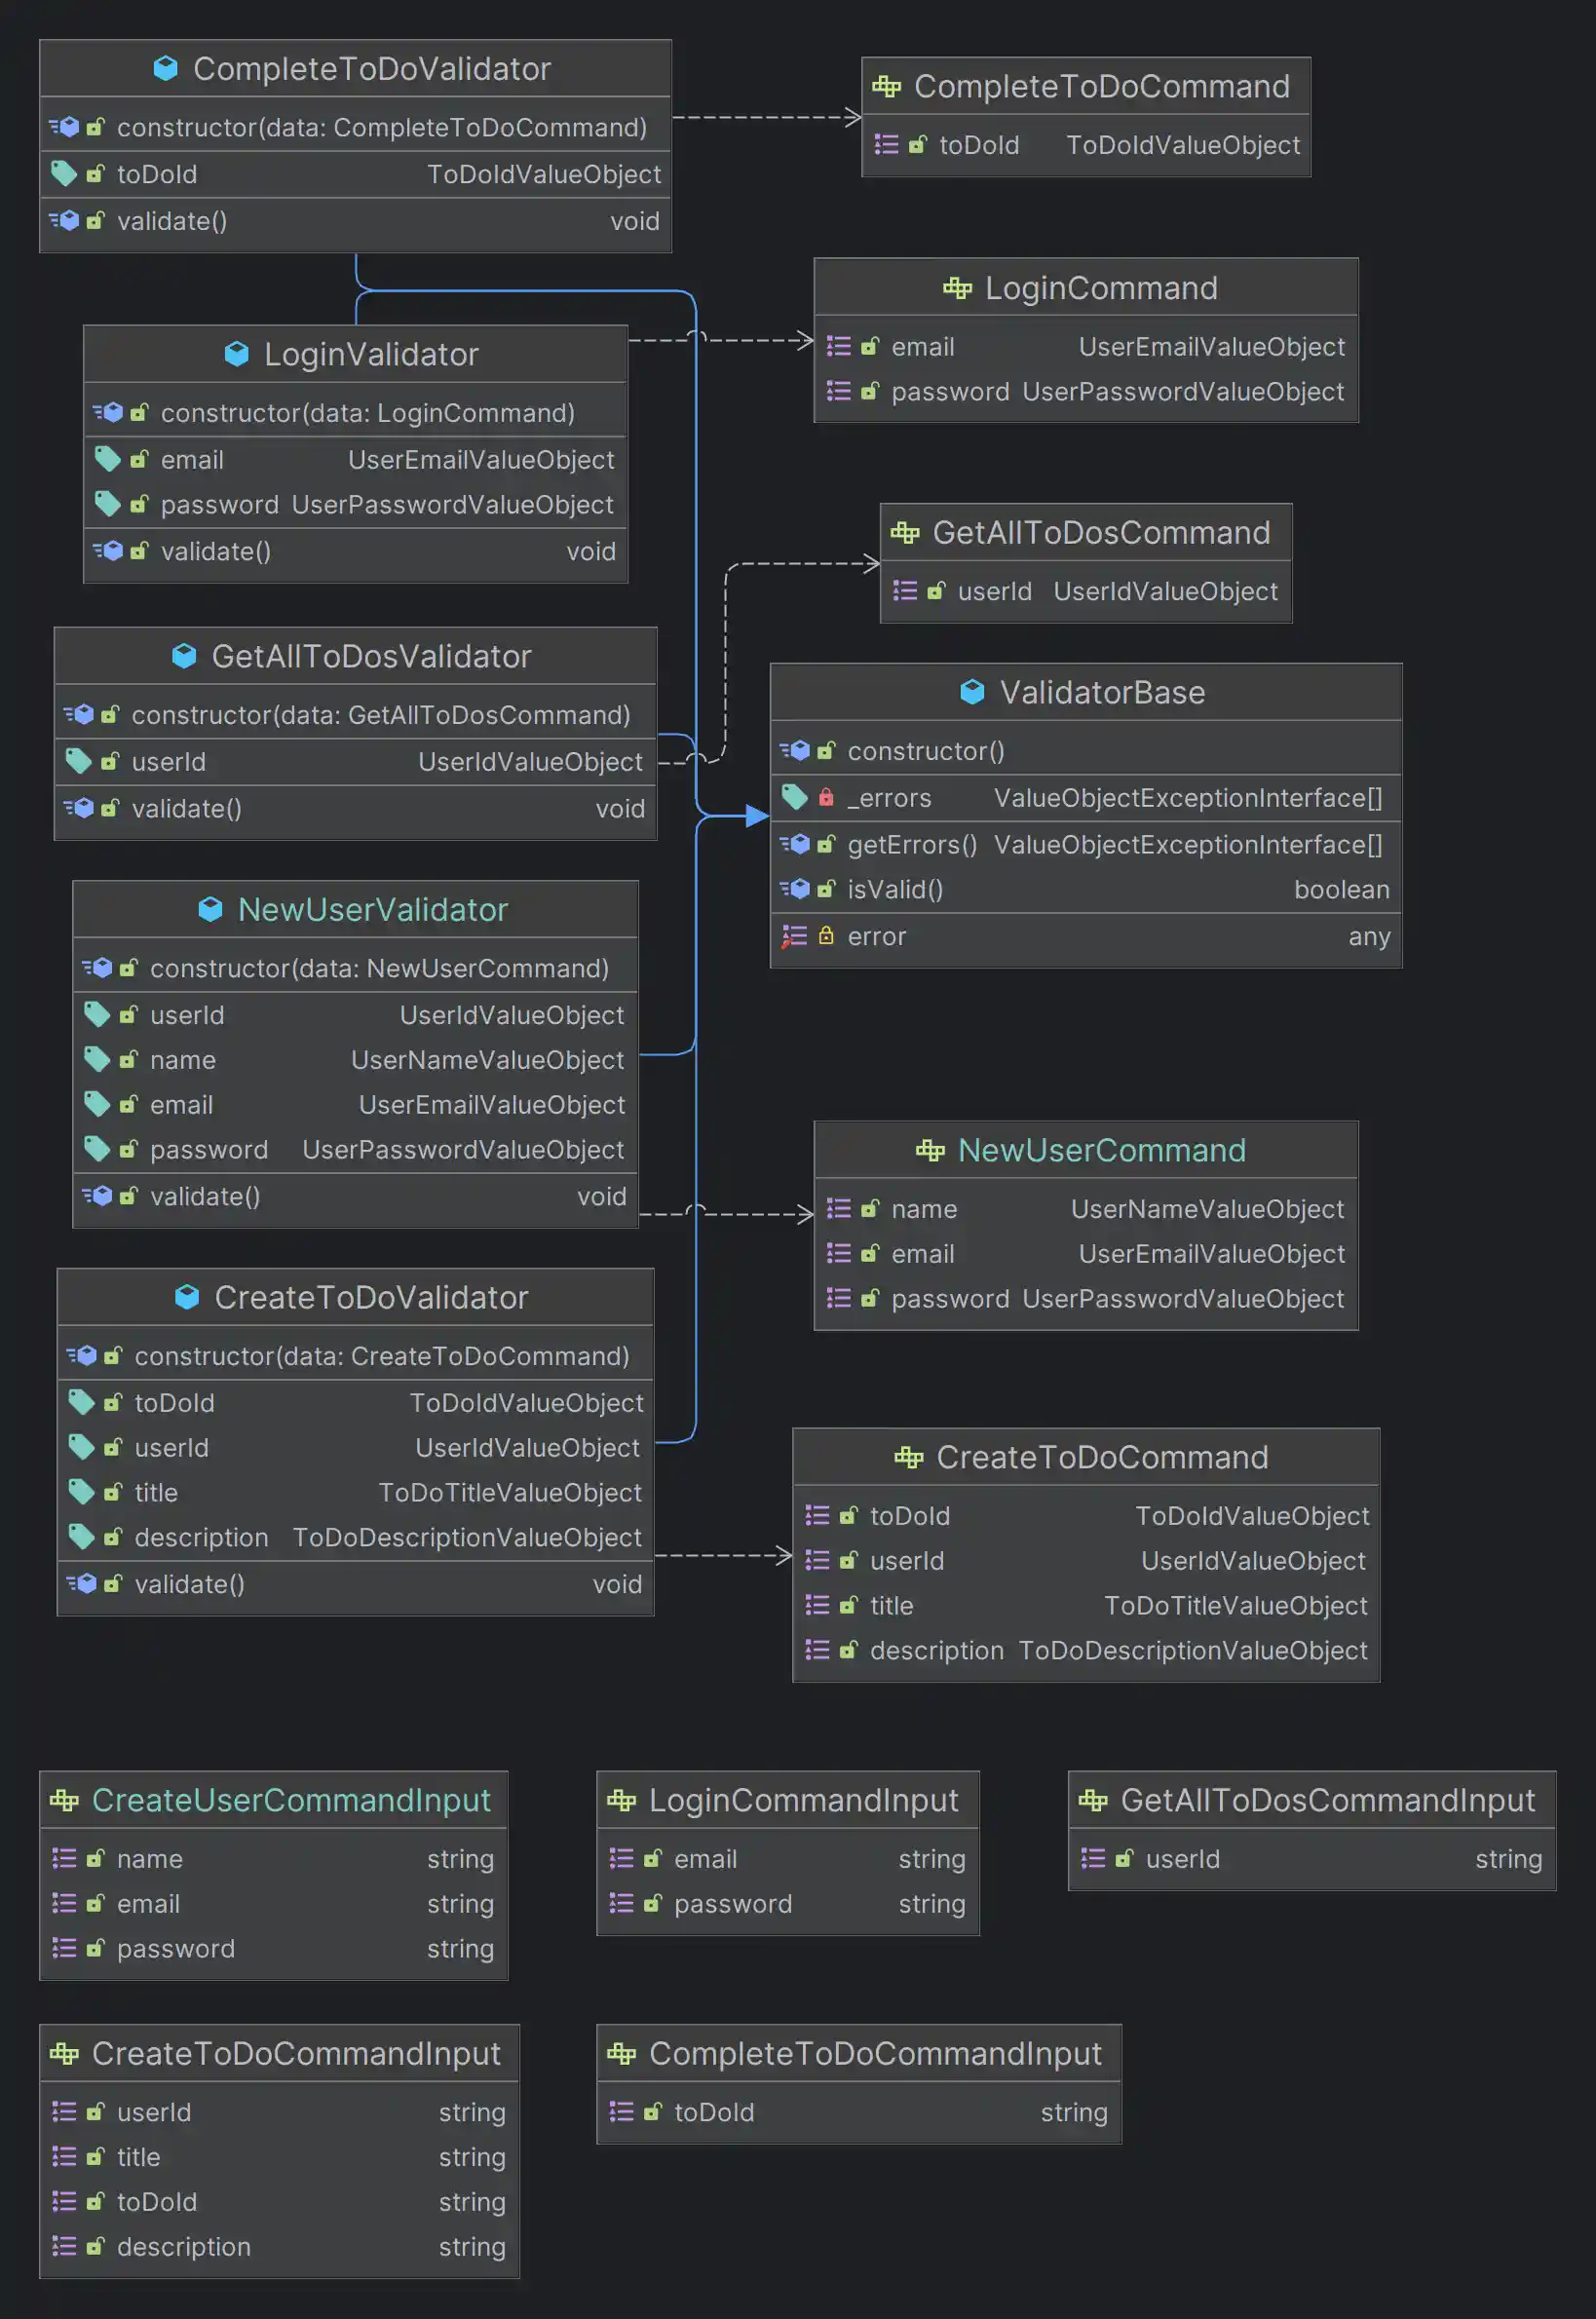 CompleteToDoValidator
constructor(data: CompleteToDoCommand)
toDoId ToDoIdValueObject
validate() void
CompleteToDoCommand
toDoId ToDoIdValueObject
LoginValidator
constructor(data: LoginCommand)
email UserEmailValueObject
password UserPasswordValueObject
validate() void
LoginCommand
email UserEmailValueObject
password UserPasswordValueObject
GetAllToDosValidator
constructor(data: GetAllToDosCommand)
userId UserIdValueObject
validate() void
GetAllToDosCommand
userId UserIdValueObject
ValidatorBase
constructor()
_errors ValueObjectExceptionInterface[]
getErrors() ValueObjectExceptionInterface[]
isValid() boolean
error any
NewUserValidator
constructor(data: NewUserCommand)
userId UserIdValueObject
name UserNameValueObject
email UserEmailValueObject
password UserPasswordValueObject
validate() void
NewUserCommand
name UserNameValueObject
email UserEmailValueObject
password UserPasswordValueObject
CreateToDoValidator
constructor(data: CreateToDoCommand)
toDoId ToDoIdValueObject
userId UserIdValueObject
title ToDoTitleValueObject
description ToDoDescriptionValueObject
validate() void
CreateToDoCommand
toDoId ToDoIdValueObject
userId UserIdValueObject
title ToDoTitleValueObject
description ToDoDescriptionValueObject
CreateUserCommandInput
name string
email string
password string
LoginCommandInput
email string
password string
GetAllToDosCommandInput
userId string
CreateToDoCommandInput
userId string
title string
toDoId string
description string
CompleteToDoCommandInput
toDoId string